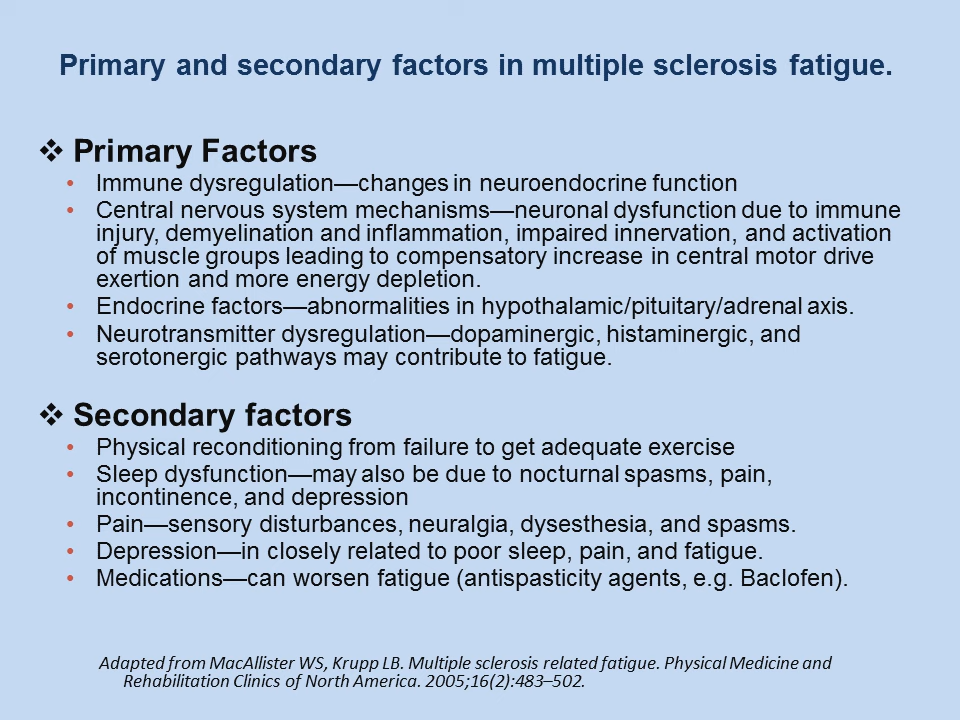 Primary and secondary factors in multiple sclerosis fatigue.
❖ Primary Factors
• Immune dysregulation—changes in neuroendocrine function
• Central nervous system mechanisms—neuronal dysfunction due to immune
injury, demyelination and inflammation, impaired innervation, and activation
of muscle groups leading to compensatory increase in central motor drive
exertion and more energy depletion.
• Endocrine factors—abnormalities in hypothalamic/pituitary/adrenal axis.
• Neurotransmitter dysregulation—dopaminergic, histaminergic, and
serotonergic pathways may contribute to fatigue.
❖ Secondary factors
• Physical reconditioning from failure to get adequate exercise
• Sleep dysfunction—may also be due to nocturnal spasms, pain,
incontinence, and depression
• Pain—sensory disturbances, neuralgia, dysesthesia, and spasms.
• Depression—in closely related to poor sleep, pain, and fatigue.
• Medications—can worsen fatigue (antispasticity agents, e.g. Baclofen).
Adapted from MacAllister WS, Krupp LB. Multiple sclerosis related fatigue. Physical Medicine and
Rehabilitation Clinics of North America. 2005;16(2):483–502.